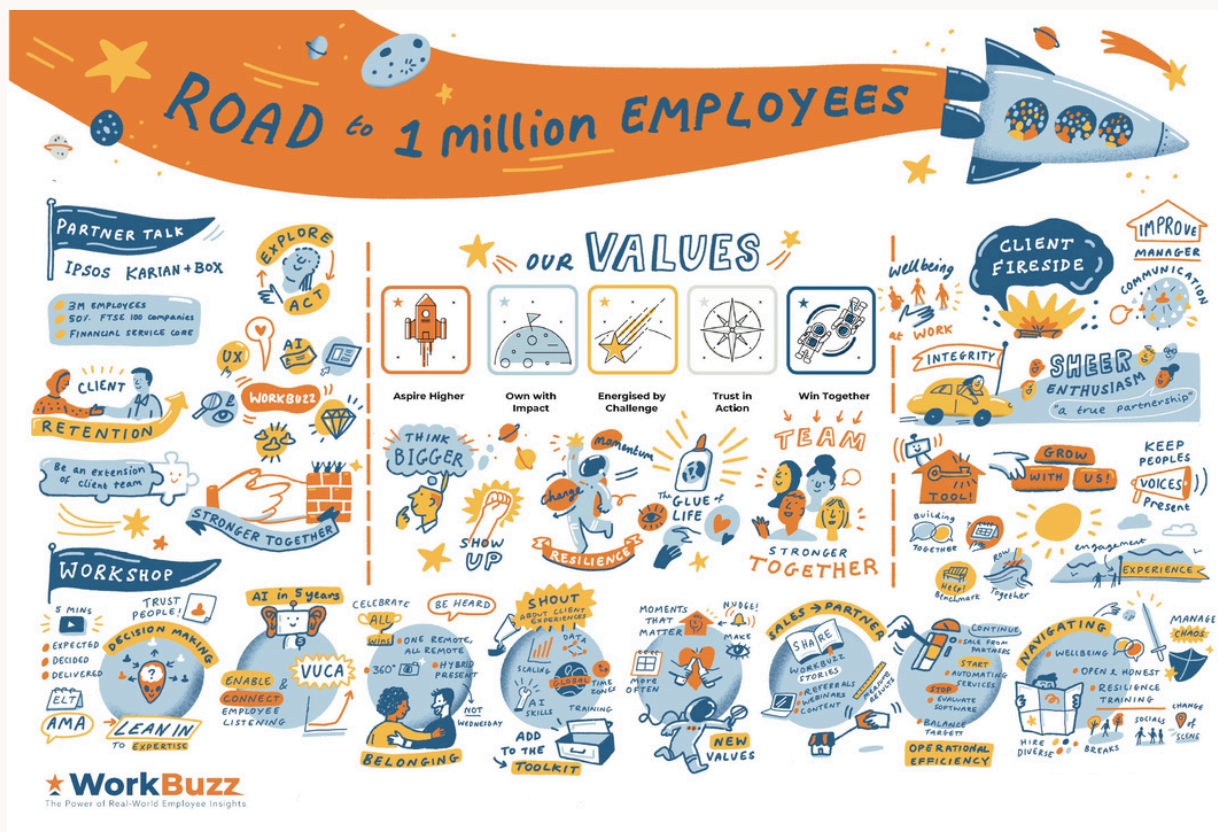 ROAD to 1 million EMPLOYEES
PARTNER TALK
IPSOS KARIAN + BOX
3M EMPLOYEES
50% FTSE 100 companies
FINANCIAL SERVICE CORE
EXPLORE
ACT
UX
AI
WORKBUZZ
CLIENT
RETENTION
Be an extension
of client team
STRONGER TOGETHER
OUR VALUES
Aspire Higher
Own with
Impact
Energised by
Challenge
Trust in
Action
Win Together
THINK
BIGGER
SHOW
UP
momentum
change
RESILIENCE
The
GLUE of
LIFE
TEAM
STRONGER
TOGETHER
Wellbeing
at WORK
CLIENT
FIRESIDE
IMPROVE
MANAGER
COMMUNICATION
INTEGRITY
SHEER
ENTHUSIASM
"a true partnership"
TOOL!
GROW
WITH US!
KEEP
PEOPLES
VOICES
Present
Building
TOGETHER
Help!
Benchmark
ROW
Together
engagement
EXPERIENCE
WORKSHOP
5 MINS
EXPECTED
DECIDED
DELIVERED
ELT
AMA
TRUST
PEOPLE!
DECISION MAKING
LEAN IN
TO EXPERTISE
AI in 5 years
ENABLE &
CONNECT
EMPLOYEE
LISTENING
VUCA
CELEBRATE
ALL
wins
BE HEARD
ONE REMOTE,
ALL REMOTE
360°
HYBRID
PRESENT
NOT
WEDNESDAY
BELONGING
SHOUT
ABOUT CLIENT
EXPERIENCES
DATA
SCALING
GLOBAL
TIME
ZONES
AI
SKILLS
TRAINING
ADD
TO THE
TOOLKIT
MOMENTS
THAT
MATTER
NUDGE!
MAKE
MORE
OFTEN
NEW
VALUES
SALES → PARTNER
SHARE
WORKBUZZ
STORIES
REFERRALS
WEBINARS
CONTENT
MEASURE
RESULTS
CONTINUE
SALE FROM
PARTNERS
START
AUTOMATING
SERVICES
STOP
EVALUATE
SOFTWARE
BALANCE
TARGETS
OPERATIONAL
EFFICIENCY
NAVIGATING
WELLBEING
OPEN & HONEST
RESILIENCE
TRAINING
MANAGE
CHAOS
HIRE
DIVERSE
BREAKS
SOCIALS
CHANGE
of
SCENE
WorkBuzz
The Power of Real-World Employee Insights